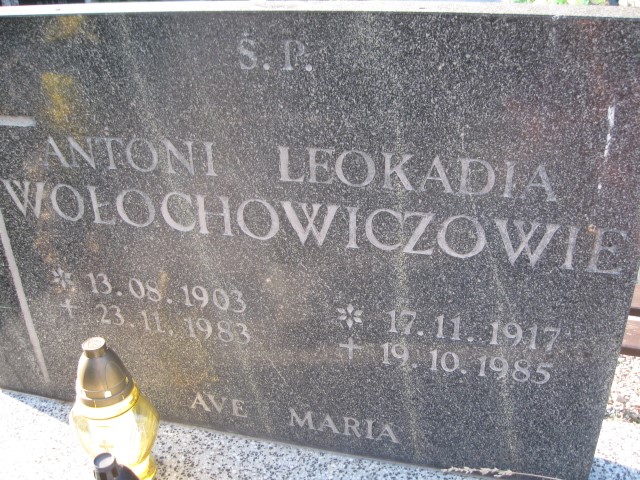 Ś.P.
ANTONI LEOKADIA
WOŁOCHOWICZOWIE
* 13.08.1903
+ 23.11.1983
* 17.11.1917
+ 19.10.1985
AVE MARIA